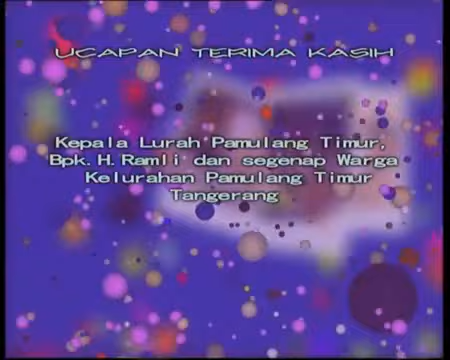 UCAPAN TERIMA KASIH
Kepala Lurah Pamulang Timur,
Bpk. H. Ramli dan segenap Warga
Kelurahan Pamulang Timur
Tangerang